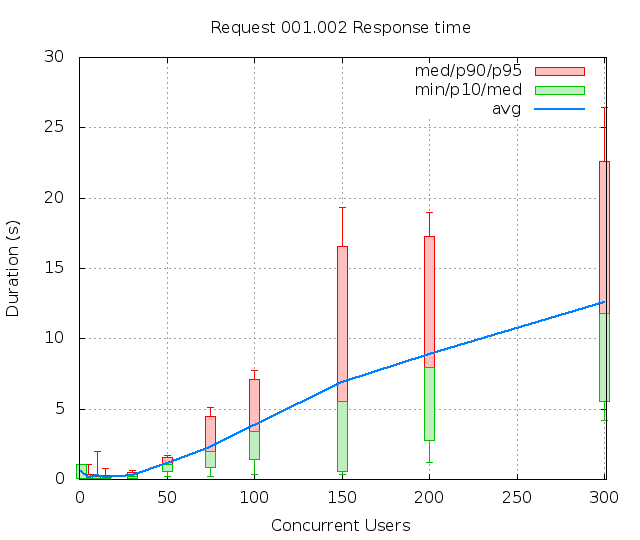 Request 001.002 Response time
30
25
20
15
10
5
0
med/p90/p95
min/p10/med
avg
Duration (s)
0 50 100 150 200 250 300
Concurrent Users